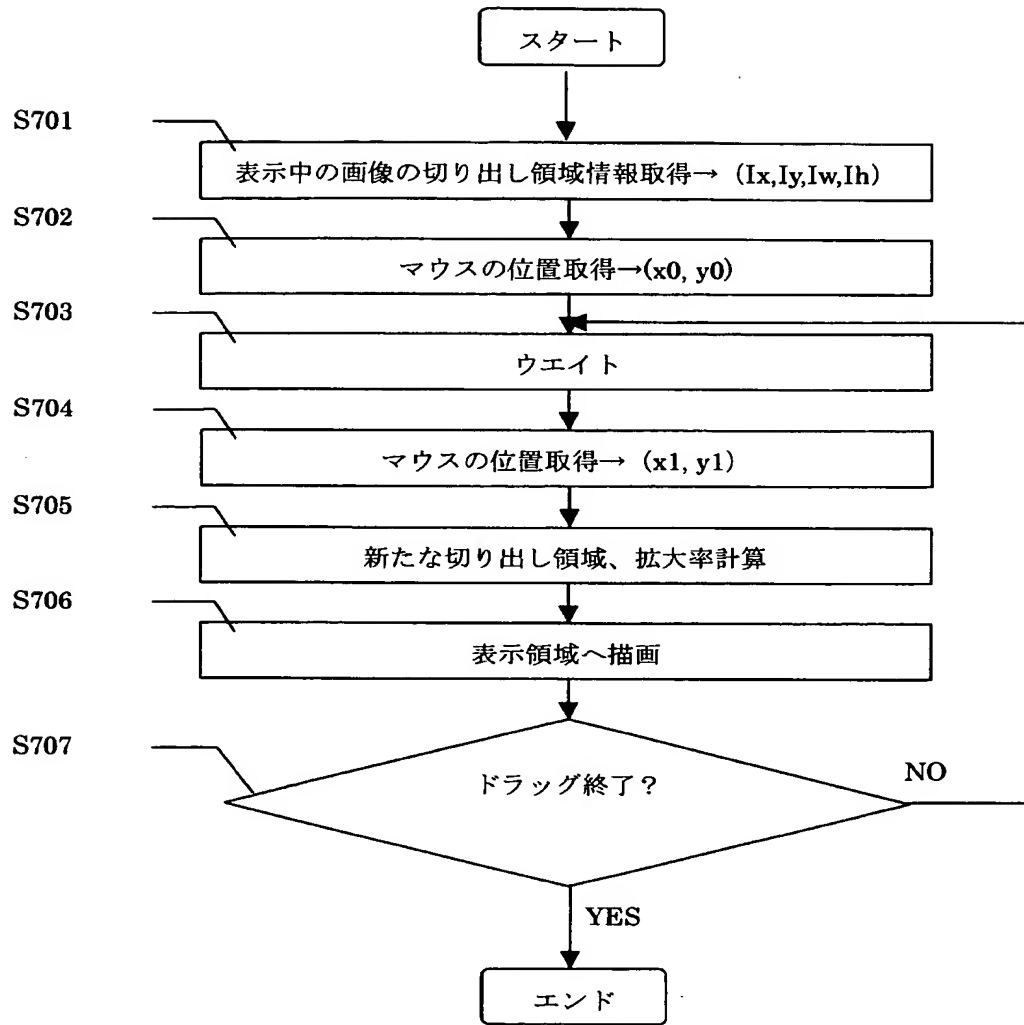 スタート
S701
表示中の画像の切り出し領域情報取得→ (Ix,Iy,Iw,Ih)
S702
マウスの位置取得→(x0, y0)
S703
ウエイト
S704
マウスの位置取得→ (x1, y1)
S705
新たな切り出し領域、拡大率計算
S706
表示領域へ描画
S707
ドラッグ終了？
NO
YES
エンド